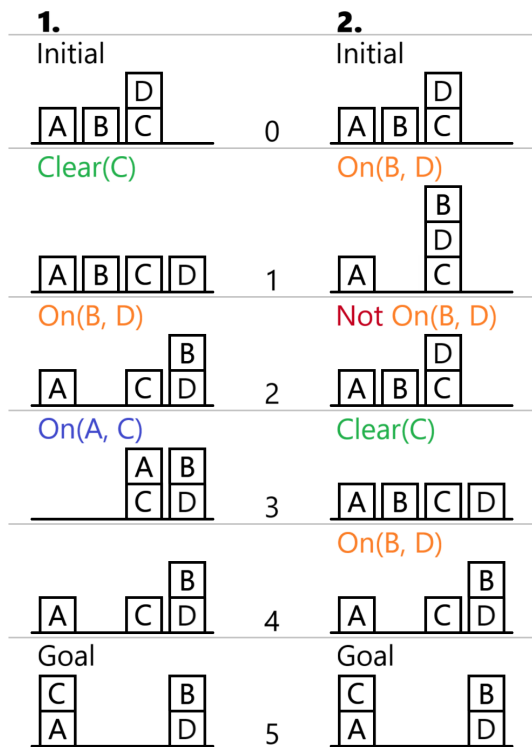 1. 2.
Initial Initial
D D
A B C 0 A B C
Clear(C) On(B, D)
B
D
A B C D 1 A C
On(B, D) Not On(B, D)
B D
A C D 2 A B C
On(A, C) Clear(C)
A B
C D 3 A B C D
On(B, D)
B B
A C D 4 A C D
Goal Goal
C B C B
A D 5 A D